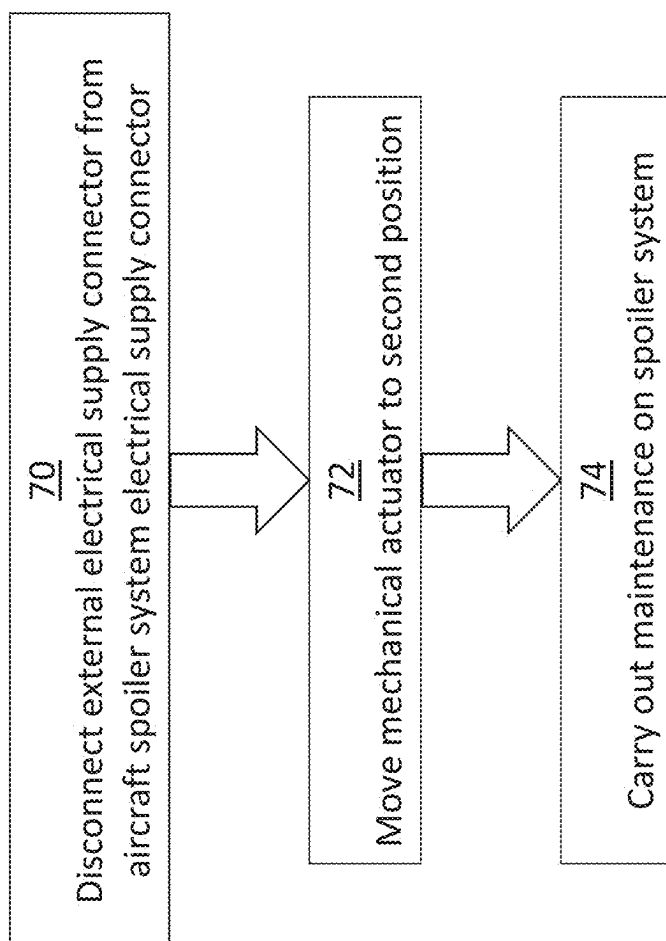 70
Disconnect external electrical supply connector from
aircraft spoiler system electrical supply connector
72
Move mechanical actuator to second position
74
Carry out maintenance on spoiler system